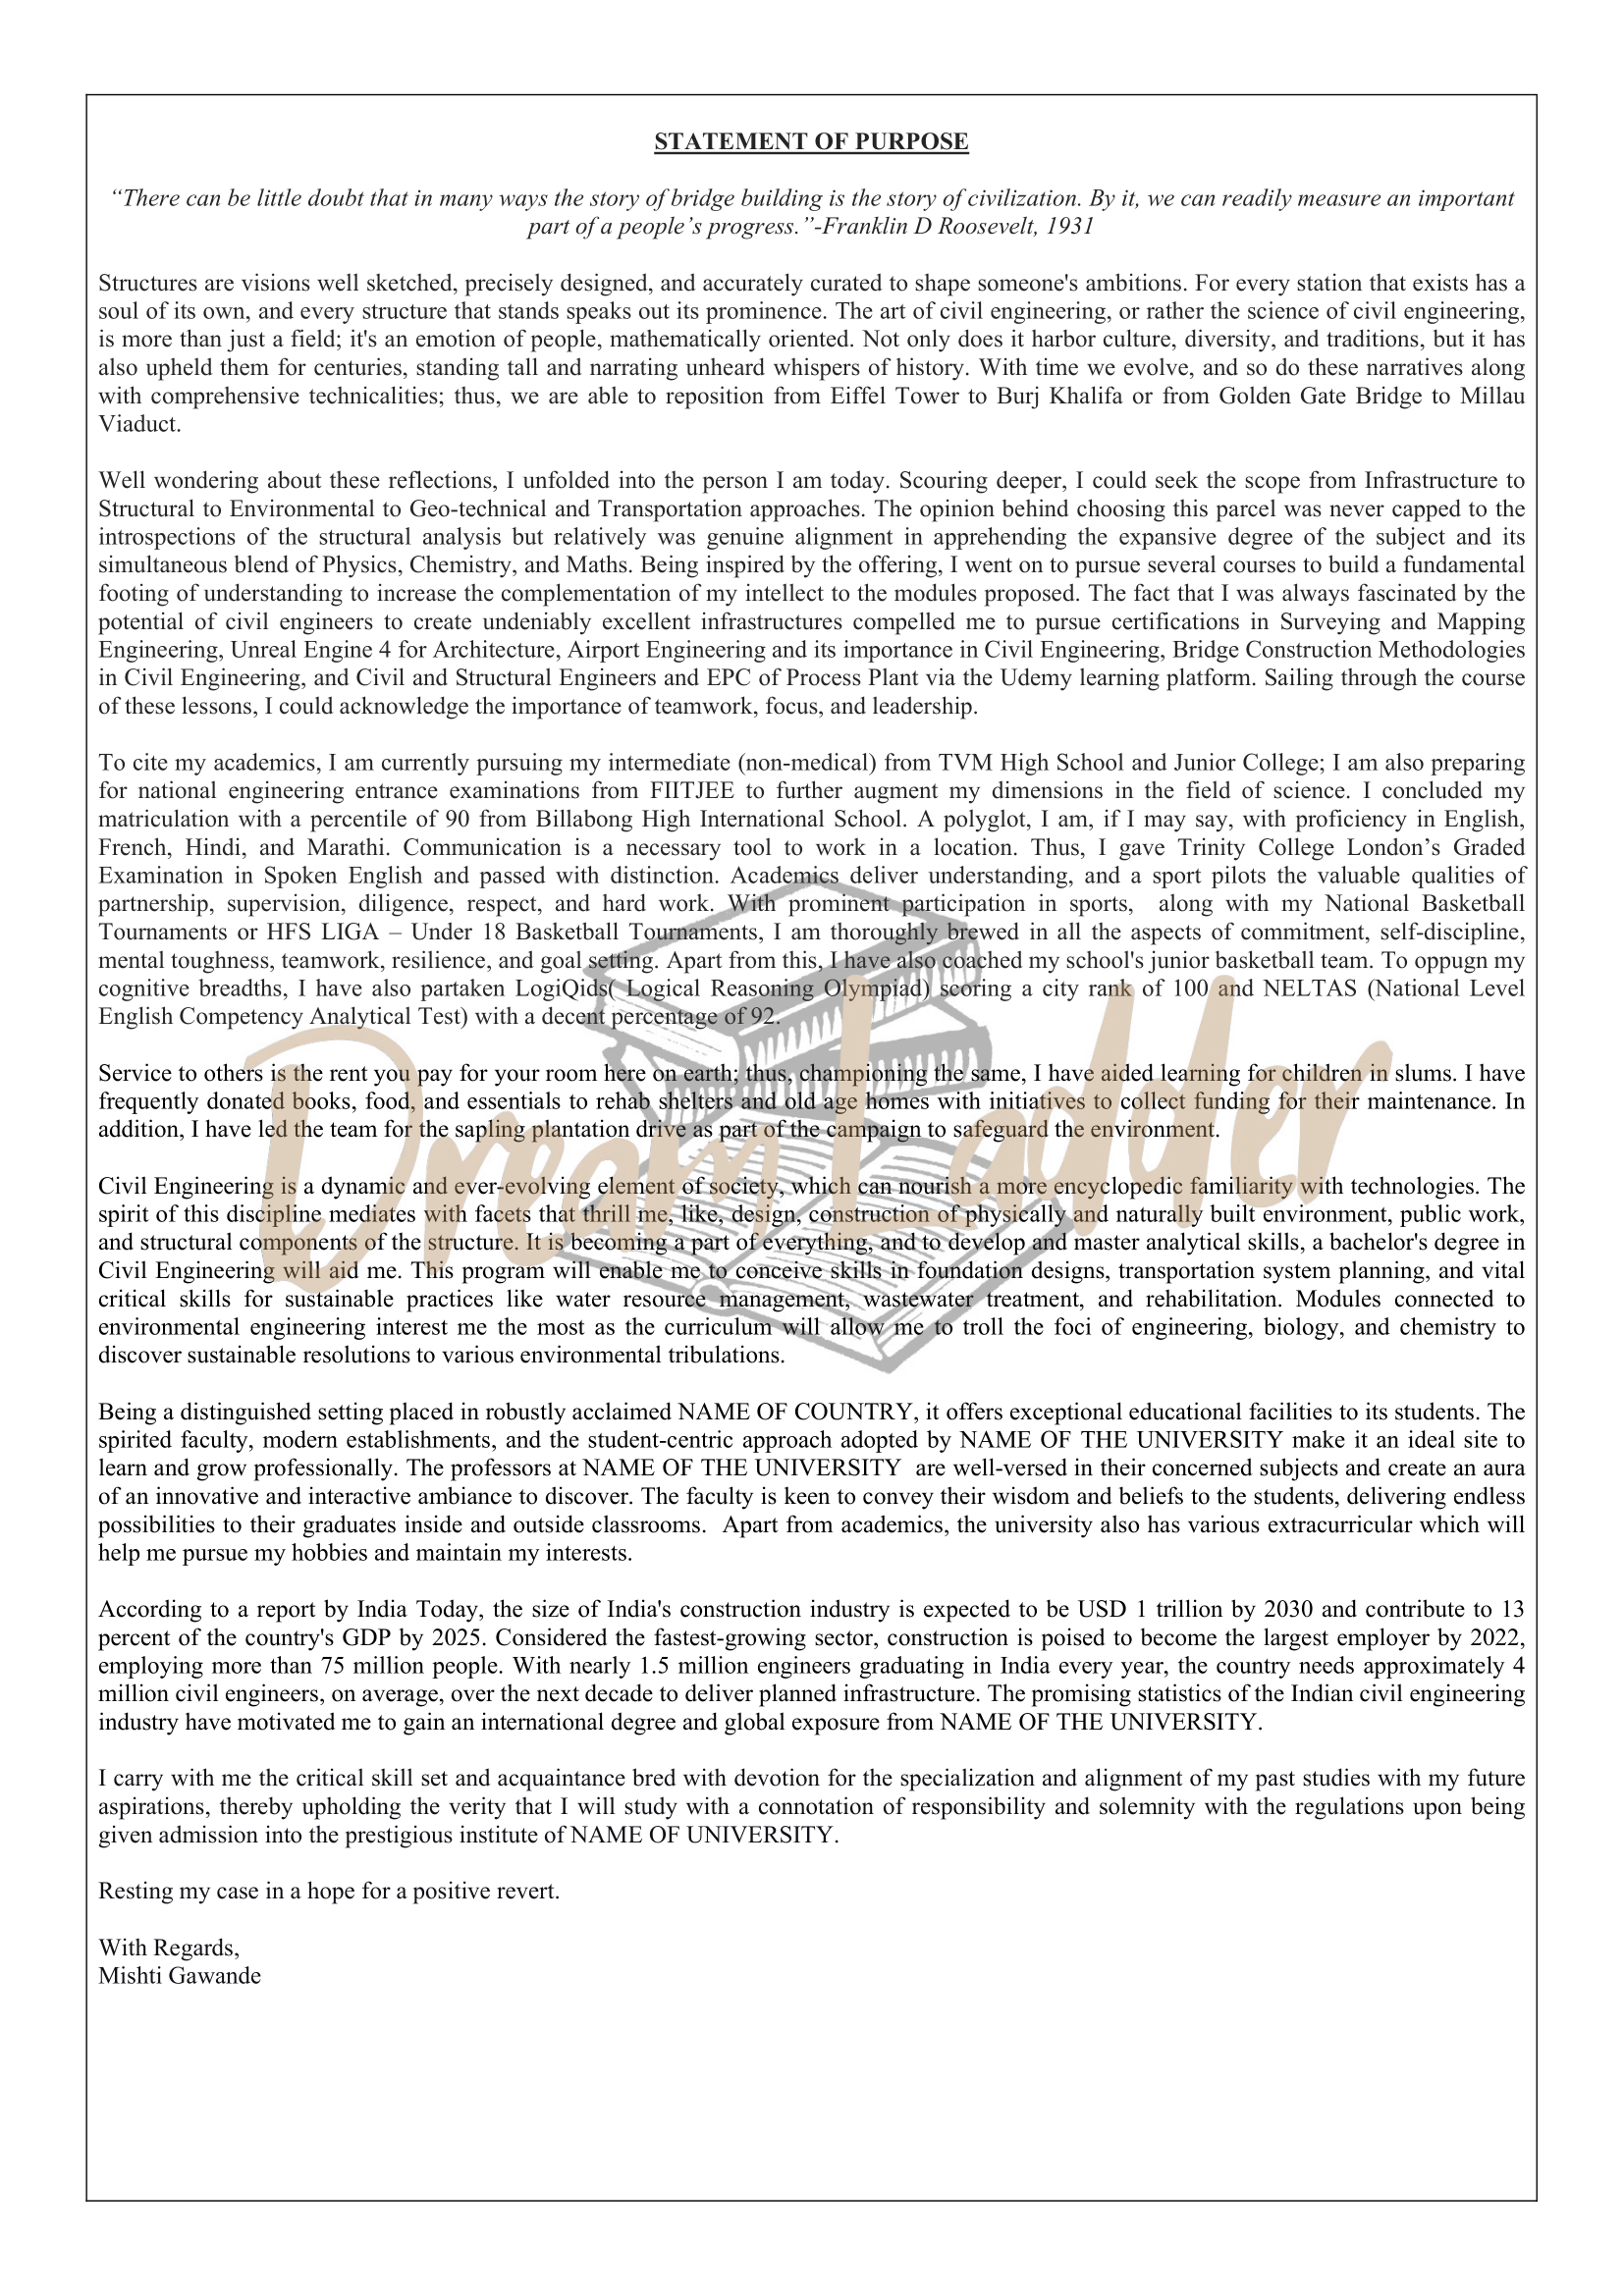 STATEMENT OF PURPOSE
“There can be little doubt that in many ways the story of bridge building is the story of civilization. By it, we can readily measure an important
part of a people’s progress.”-Franklin D Roosevelt, 1931
Structures are visions well sketched, precisely designed, and accurately curated to shape someone's ambitions. For every station that exists has a
soul of its own, and every structure that stands speaks out its prominence. The art of civil engineering, or rather the science of civil engineering,
is more than just a field; it's an emotion of people, mathematically oriented. Not only does it harbor culture, diversity, and traditions, but it has
also upheld them for centuries, standing tall and narrating unheard whispers of history. With time we evolve, and so do these narratives along
with comprehensive technicalities; thus, we are able to reposition from Eiffel Tower to Burj Khalifa or from Golden Gate Bridge to Millau
Viaduct.
Well wondering about these reflections, I unfolded into the person I am today. Scouring deeper, I could seek the scope from Infrastructure to
Structural to Environmental to Geo-technical and Transportation approaches. The opinion behind choosing this parcel was never capped to the
introspections of the structural analysis but relatively was genuine alignment in apprehending the expansive degree of the subject and its
simultaneous blend of Physics, Chemistry, and Maths. Being inspired by the offering, I went on to pursue several courses to build a fundamental
footing of understanding to increase the complementation of my intellect to the modules proposed. The fact that I was always fascinated by the
potential of civil engineers to create undeniably excellent infrastructures compelled me to pursue certifications in Surveying and Mapping
Engineering, Unreal Engine 4 for Architecture, Airport Engineering and its importance in Civil Engineering, Bridge Construction Methodologies
in Civil Engineering, and Civil and Structural Engineers and EPC of Process Plant via the Udemy learning platform. Sailing through the course
of these lessons, I could acknowledge the importance of teamwork, focus, and leadership.
To cite my academics, I am currently pursuing my intermediate (non-medical) from TVM High School and Junior College; I am also preparing
for national engineering entrance examinations from FIITJEE to further augment my dimensions in the field of science. I concluded my
matriculation with a percentile of 90 from Billabong High International School. A polyglot, I am, if I may say, with proficiency in English,
French, Hindi, and Marathi. Communication is a necessary tool to work in a location. Thus, I gave Trinity College London’s Graded
Examination in Spoken English and passed with distinction. Academics deliver understanding, and a sport pilots the valuable qualities of
partnership, supervision, diligence, respect, and hard work. With prominent participation in sports, along with my National Basketball
Tournaments or HFS LIGA – Under 18 Basketball Tournaments, I am thoroughly brewed in all the aspects of commitment, self-discipline,
mental toughness, teamwork, resilience, and goal setting. Apart from this, I have also coached my school's junior basketball team. To oppugn my
cognitive breadths, I have also partaken LogiQids( Logical Reasoning Olympiad) scoring a city rank of 100 and NELTAS (National Level
English Competency Analytical Test) with a decent percentage of 92.
Service to others is the rent you pay for your room here on earth; thus, championing the same, I have aided learning for children in slums. I have
frequently donated books, food, and essentials to rehab shelters and old age homes with initiatives to collect funding for their maintenance. In
addition, I have led the team for the sapling plantation drive as part of the campaign to safeguard the environment.
Dream Ladder
Civil Engineering is a dynamic and ever-evolving element of society, which can nourish a more encyclopedic familiarity with technologies. The
spirit of this discipline mediates with facets that thrill me, like, design, construction of physically and naturally built environment, public work,
and structural components of the structure. It is becoming a part of everything, and to develop and master analytical skills, a bachelor's degree in
Civil Engineering will aid me. This program will enable me to conceive skills in foundation designs, transportation system planning, and vital
critical skills for sustainable practices like water resource management, wastewater treatment, and rehabilitation. Modules connected to
environmental engineering interest me the most as the curriculum will allow me to troll the foci of engineering, biology, and chemistry to
discover sustainable resolutions to various environmental tribulations.
Being a distinguished setting placed in robustly acclaimed NAME OF COUNTRY, it offers exceptional educational facilities to its students. The
spirited faculty, modern establishments, and the student-centric approach adopted by NAME OF THE UNIVERSITY make it an ideal site to
learn and grow professionally. The professors at NAME OF THE UNIVERSITY are well-versed in their concerned subjects and create an aura
of an innovative and interactive ambiance to discover. The faculty is keen to convey their wisdom and beliefs to the students, delivering endless
possibilities to their graduates inside and outside classrooms. Apart from academics, the university also has various extracurricular which will
help me pursue my hobbies and maintain my interests.
According to a report by India Today, the size of India's construction industry is expected to be USD 1 trillion by 2030 and contribute to 13
percent of the country's GDP by 2025. Considered the fastest-growing sector, construction is poised to become the largest employer by 2022,
employing more than 75 million people. With nearly 1.5 million engineers graduating in India every year, the country needs approximately 4
million civil engineers, on average, over the next decade to deliver planned infrastructure. The promising statistics of the Indian civil engineering
industry have motivated me to gain an international degree and global exposure from NAME OF THE UNIVERSITY.
I carry with me the critical skill set and acquaintance bred with devotion for the specialization and alignment of my past studies with my future
aspirations, thereby upholding the verity that I will study with a connotation of responsibility and solemnity with the regulations upon being
given admission into the prestigious institute of NAME OF UNIVERSITY.
Resting my case in a hope for a positive revert.
With Regards,
Mishti Gawande